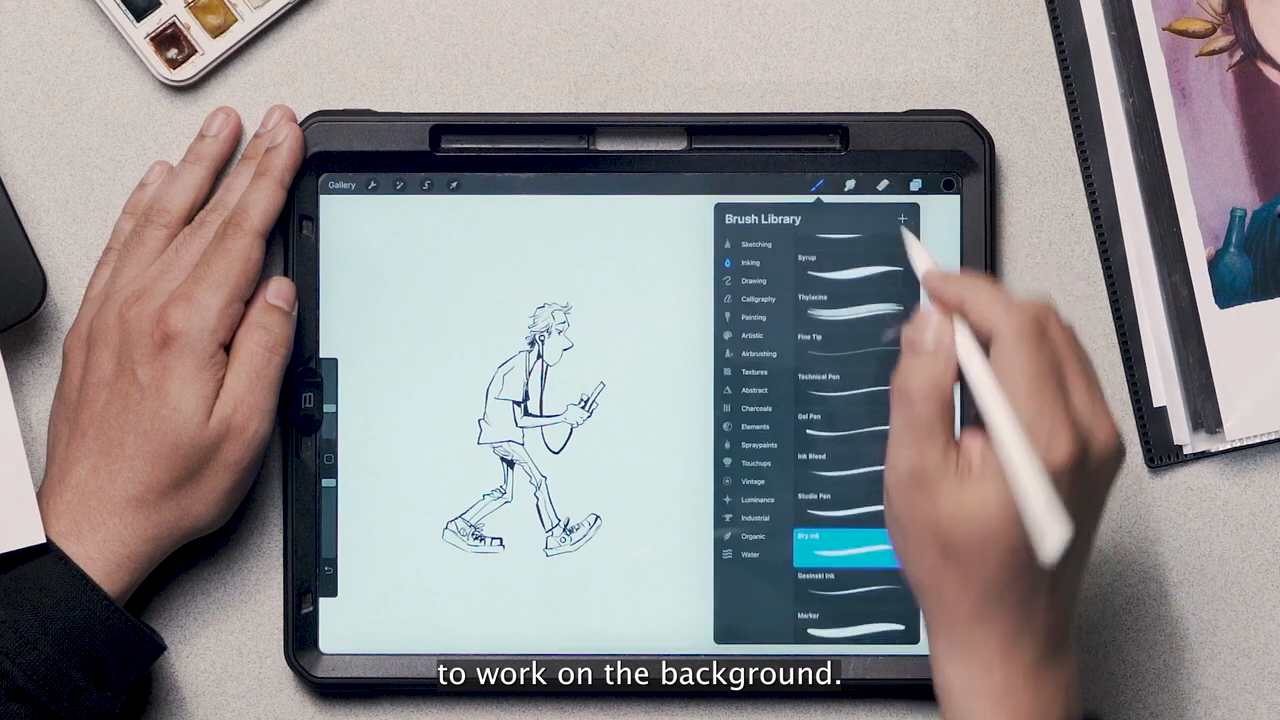 Gallery
Brush Library
Sketching
Inking
Drawing
Calligraphy
Painting
Artistic
Airbrushing
Textures
Abstract
Charcoals
Elements
Spraypaints
Touchups
Vintage
Luminance
Industrial
Organic
Water
Syrup
Thylacine
Fine Tip
Technical Pen
Gel Pen
Ink Bleed
Studio Pen
Dry Ink
Gesinski Ink
Marker
to work on the background.